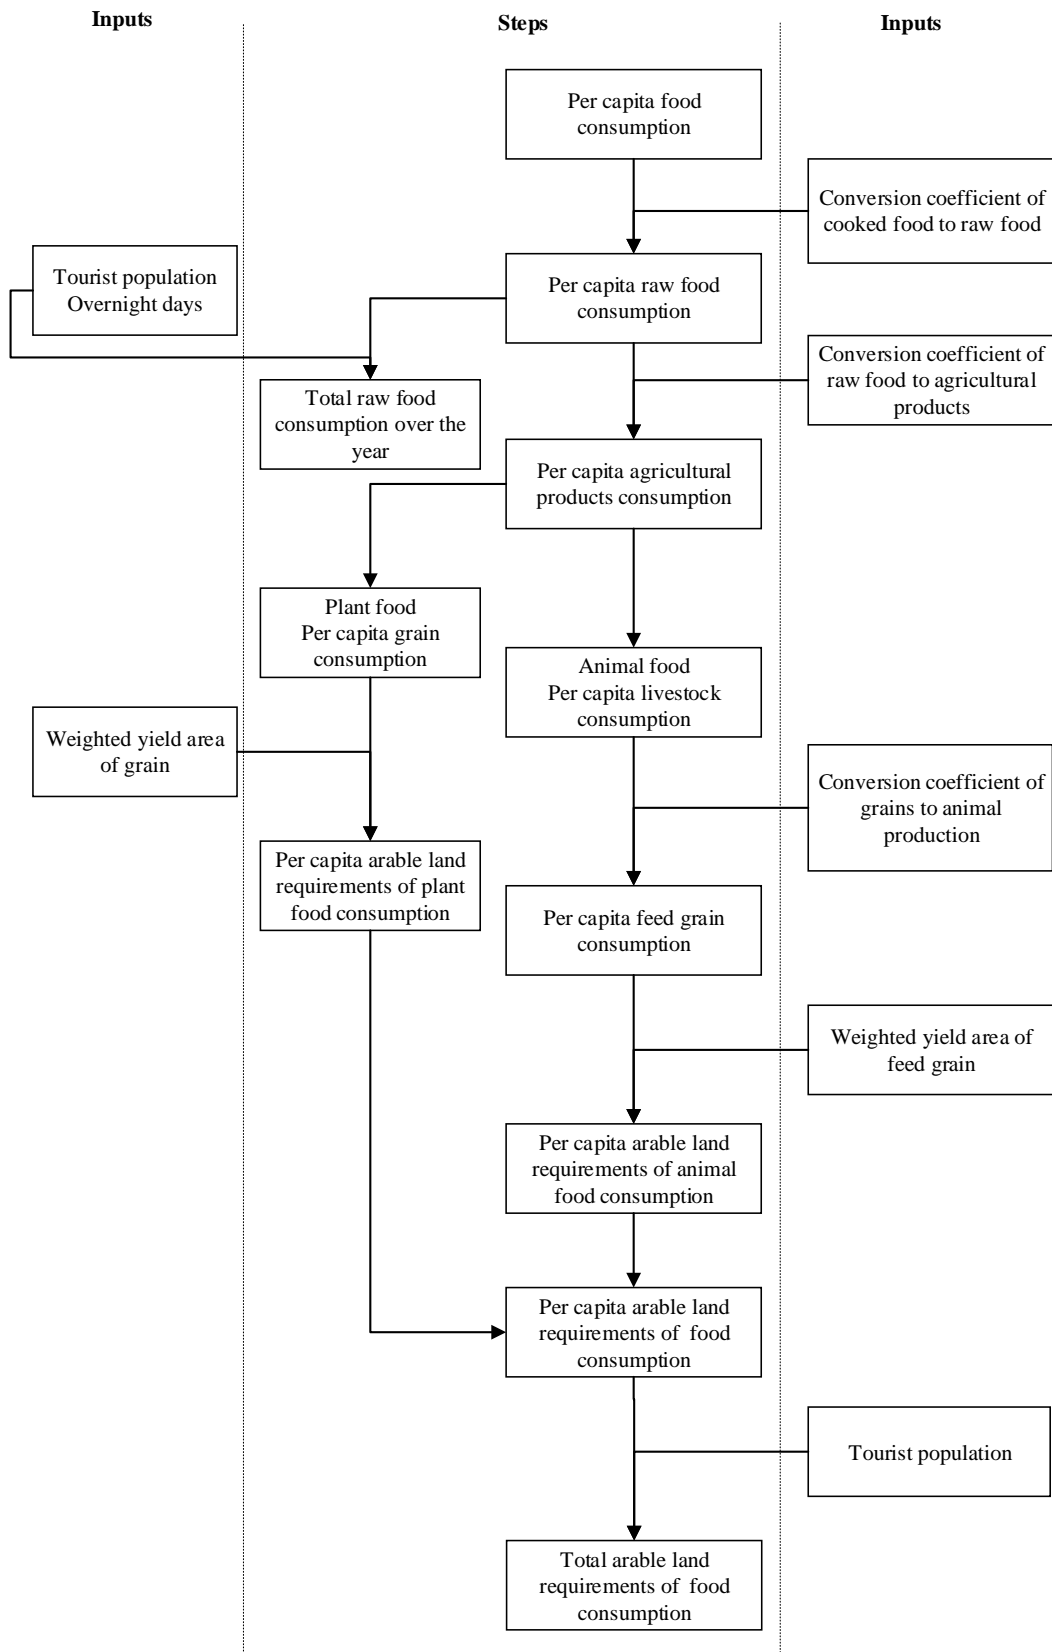 Inputs
Steps
Inputs
Per capita food
consumption
Conversion coefficient of
cooked food to raw food
Tourist population
Overnight days
Per capita raw food
consumption
Conversion coefficient of
raw food to agricultural
products
Total raw food
consumption over the
year
Per capita agricultural
products consumption
Plant food
Per capita grain
consumption
Animal food
Per capita livestock
consumption
Weighted yield area
of grain
Conversion coefficient of
grains to animal
production
Per capita arable land
requirements of plant
food consumption
Per capita feed grain
consumption
Weighted yield area of
feed grain
Per capita arable land
requirements of animal
food consumption
Per capita arable land
requirements of food
consumption
Tourist population
Total arable land
requirements of food
consumption